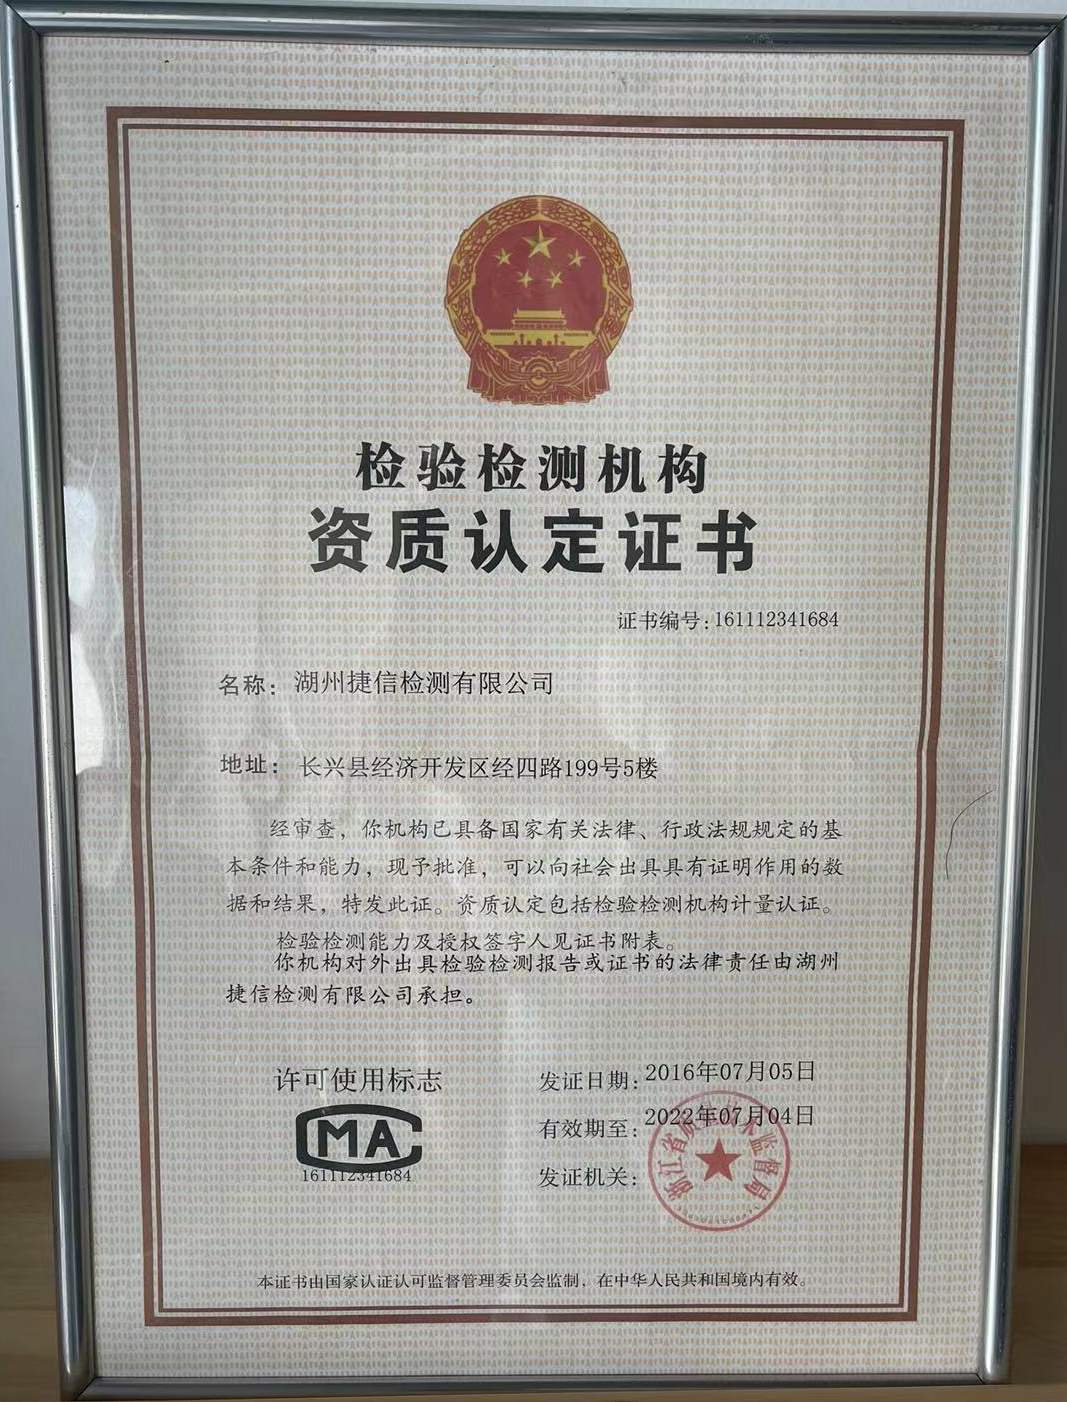 检验检测机构
资质认定证书
证书编号:161112341684
名称: 湖州捷信检测有限公司
地址: 长兴县经济开发区经四路199号5楼
经审查，你机构已具备国家有关法律、行政法规规定的基
本条件和能力，现予批准，可以向社会出具具有证明作用的数
据和结果，特发此证。资质认定包括检验检测机构计量认证。
检验检测能力及授权签字人见证书附表。
你机构对外出具检验检测报告或证书的法律责任由湖州
捷信检测有限公司承担。
许可使用标志
MA
161112341684
发证日期: 2016年07月05日
有效期至: 2022年07月04日
发证机关:
浙江省质量技术监督局
本证书由国家认证认可监督管理委员会监制，在中华人民共和国境内有效。